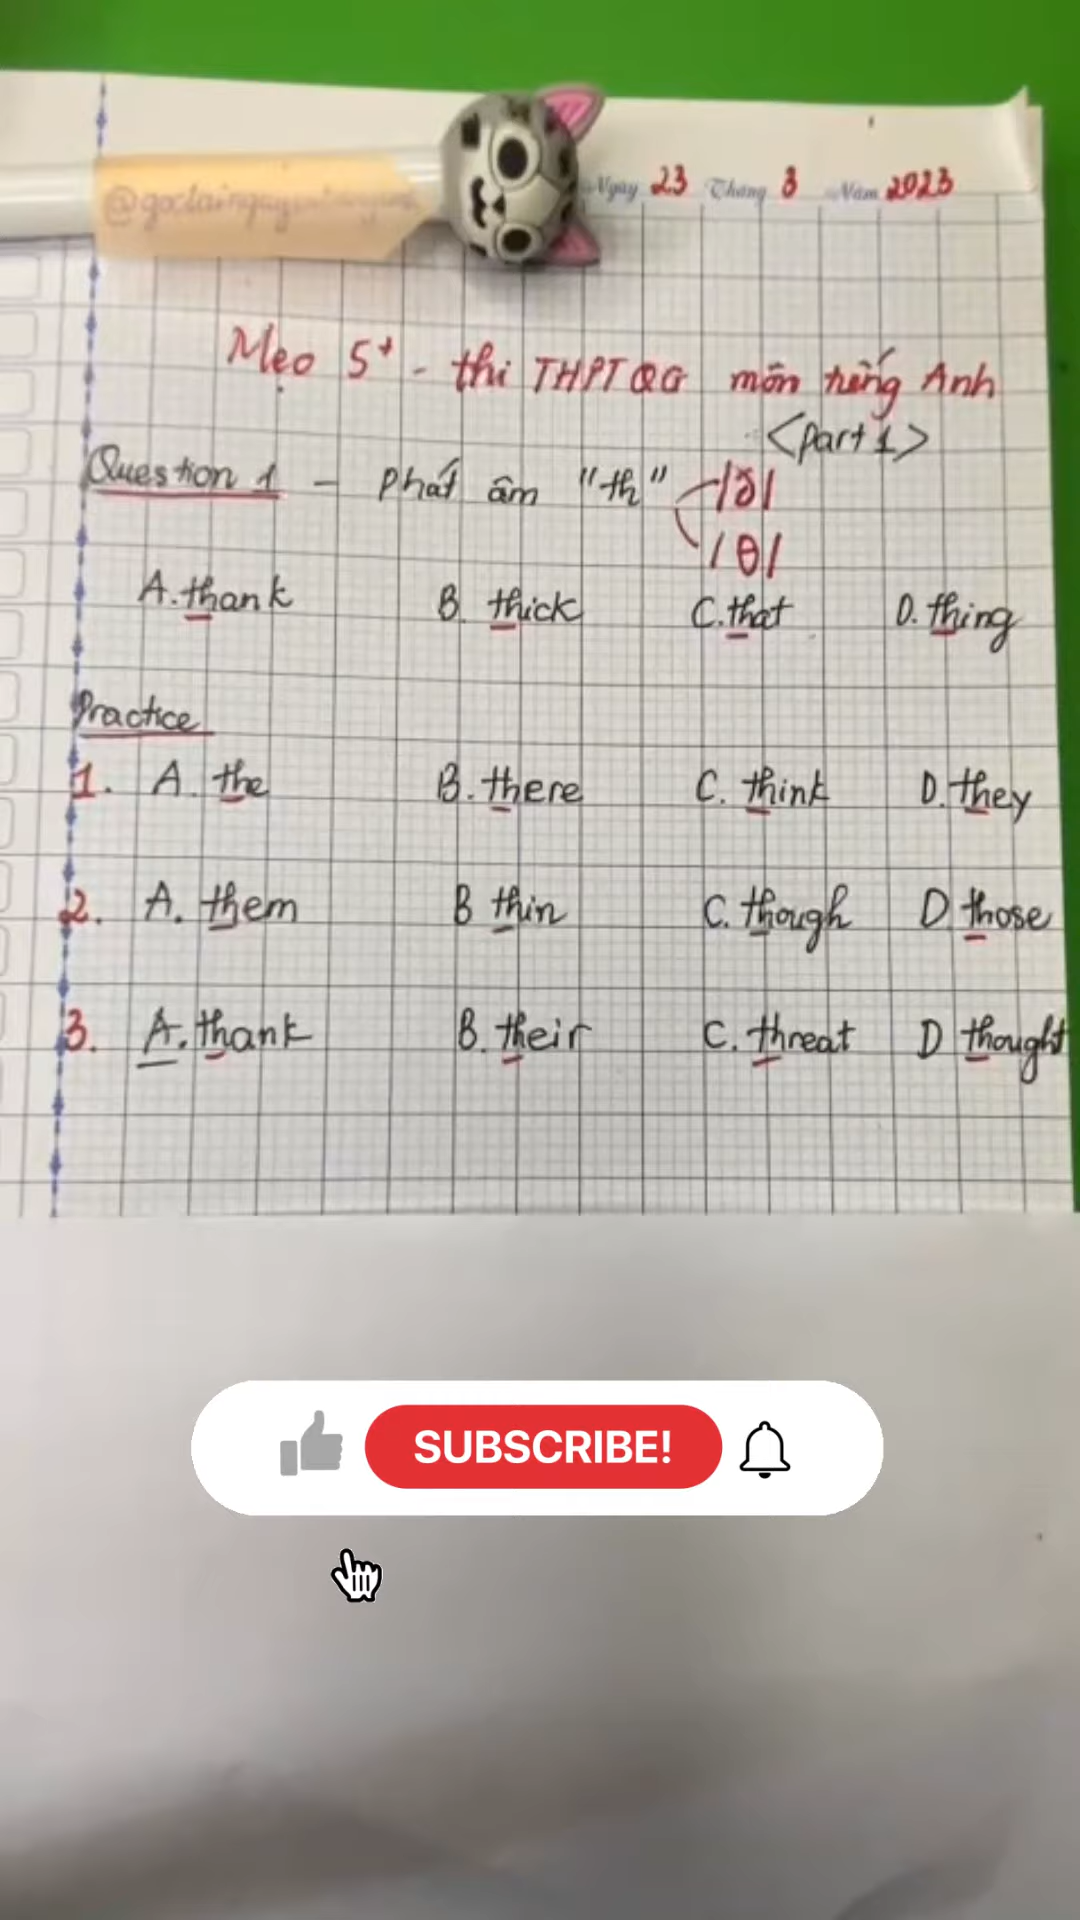 Ngày 23 Tháng 3 Năm 2023
Mẹo 5+ - thi THPTQG môn tiếng Anh
<part 1>
Question 1 - phát âm "th" /ð/
/θ/
A. thank B. thick C. that D. thing
Practice
1. A. the B. there C. think D. they
2. A. them B thin C. though D those
3. A. thank B. their C. threat D thought
SUBSCRIBE!